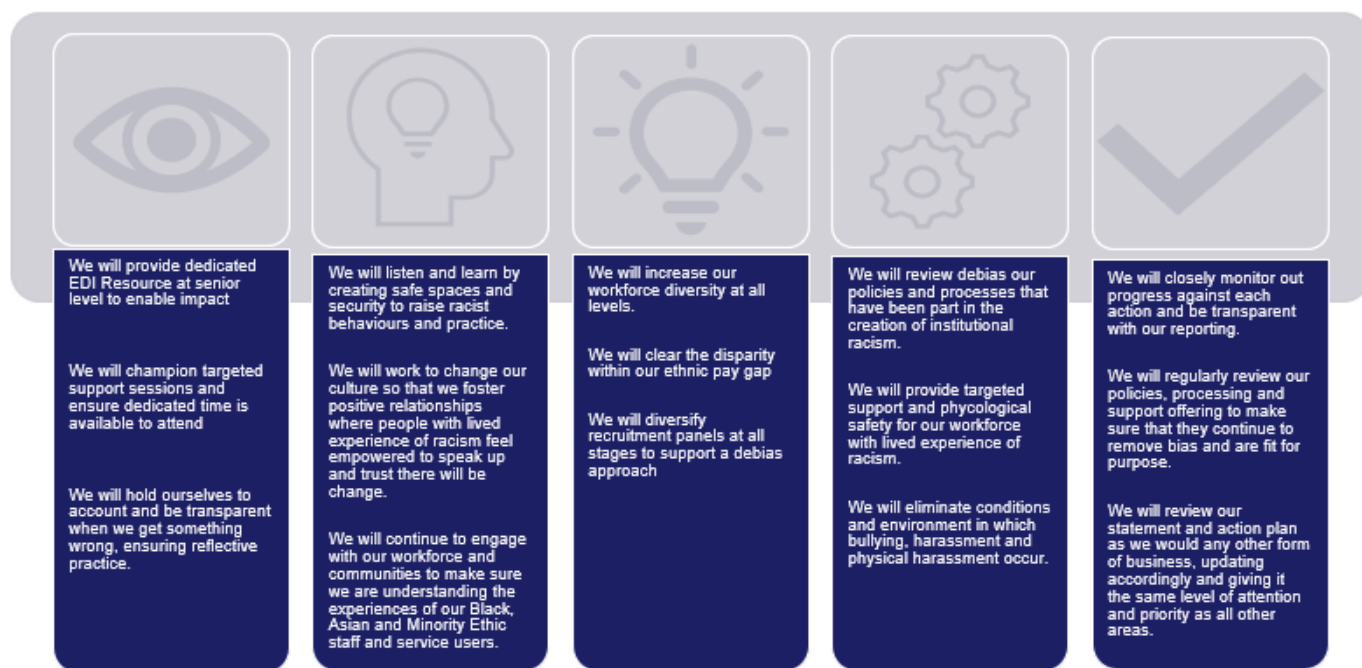 We will provide dedicated
EDI Resource at senior
level to enable impact
We will champion targeted
support sessions and
ensure dedicated time is
available to attend
We will hold ourselves to
account and be transparent
when we get something
wrong, ensuring reflective
practice.
We will listen and learn by
creating safe spaces and
security to raise racist
behaviours and practice.
We will work to change our
culture so that we foster
positive relationships
where people with lived
experience of racism feel
empowered to speak up
and trust there will be
change.
We will continue to engage
with our workforce and
communities to make sure
we are understanding the
experiences of our Black,
Asian and Minority Ethic
staff and service users.
We will increase our
workforce diversity at all
levels.
We will clear the disparity
within our ethnic pay gap
We will diversify
recruitment panels at all
stages to support a debias
approach
We will review debias our
policies and processes that
have been part in the
creation of institutional
racism.
We will provide targeted
support and phycological
safety for our workforce
with lived experience of
racism.
We will eliminate conditions
and environment in which
bullying, harassment and
physical harassment occur.
We will closely monitor out
progress against each
action and be transparent
with our reporting.
We will regularly review our
policies, processing and
support offering to make
sure that they continue to
remove bias and are fit for
purpose.
We will review our
statement and action plan
as we would any other form
of business, updating
accordingly and giving it
the same level of attention
and priority as all other
areas.